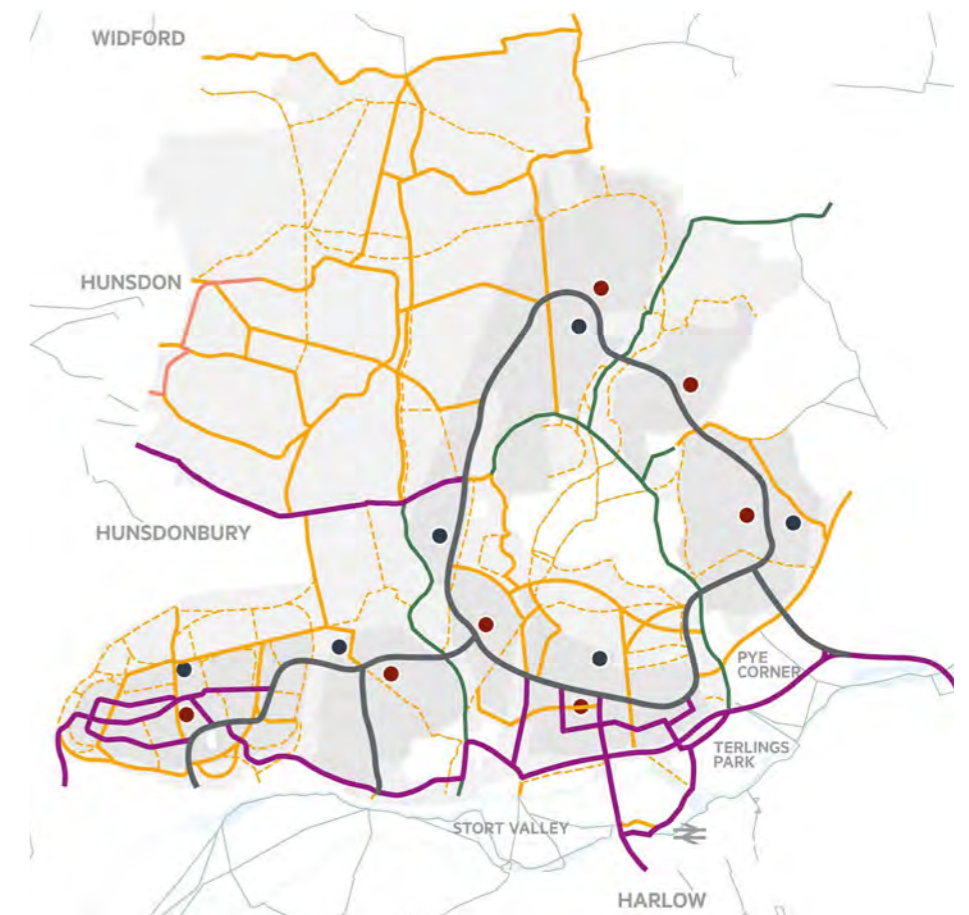 WIDFORD
HUNSDON
HUNSDONBURY
PYE
CORNER
TERLINGS
PARK
STORT VALLEY
HARLOW